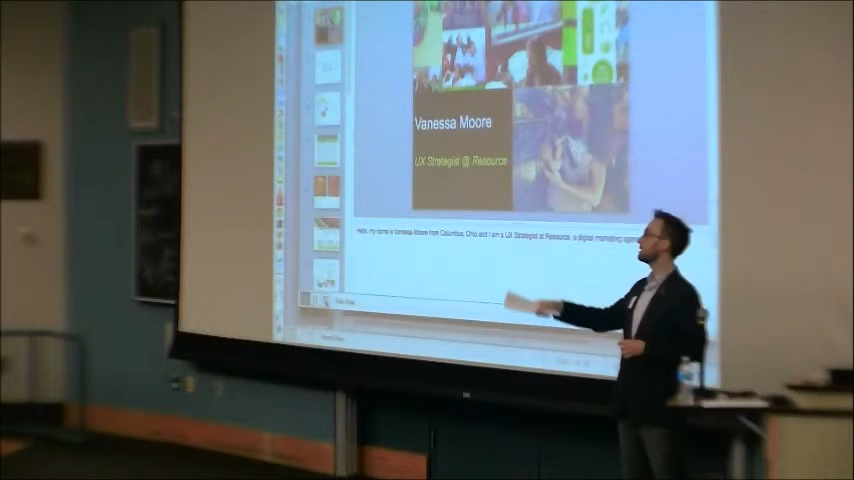 Vanessa Moore
UX Strategist @ Resource
Hello, my name is Vanessa Moore from Columbus, Ohio and I am a UX Strategist at Resource, a digital marketing